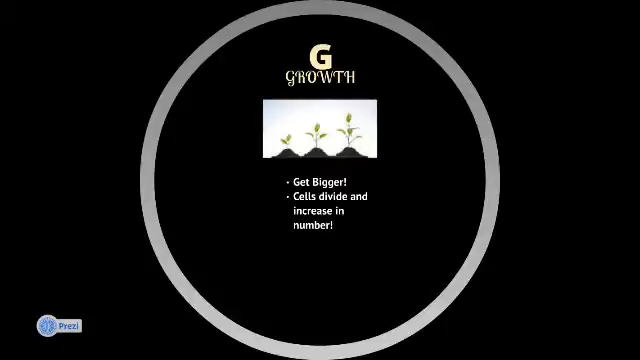 G
GROWTH
• Get Bigger!
• Cells divide and
increase in
number!
Prezi